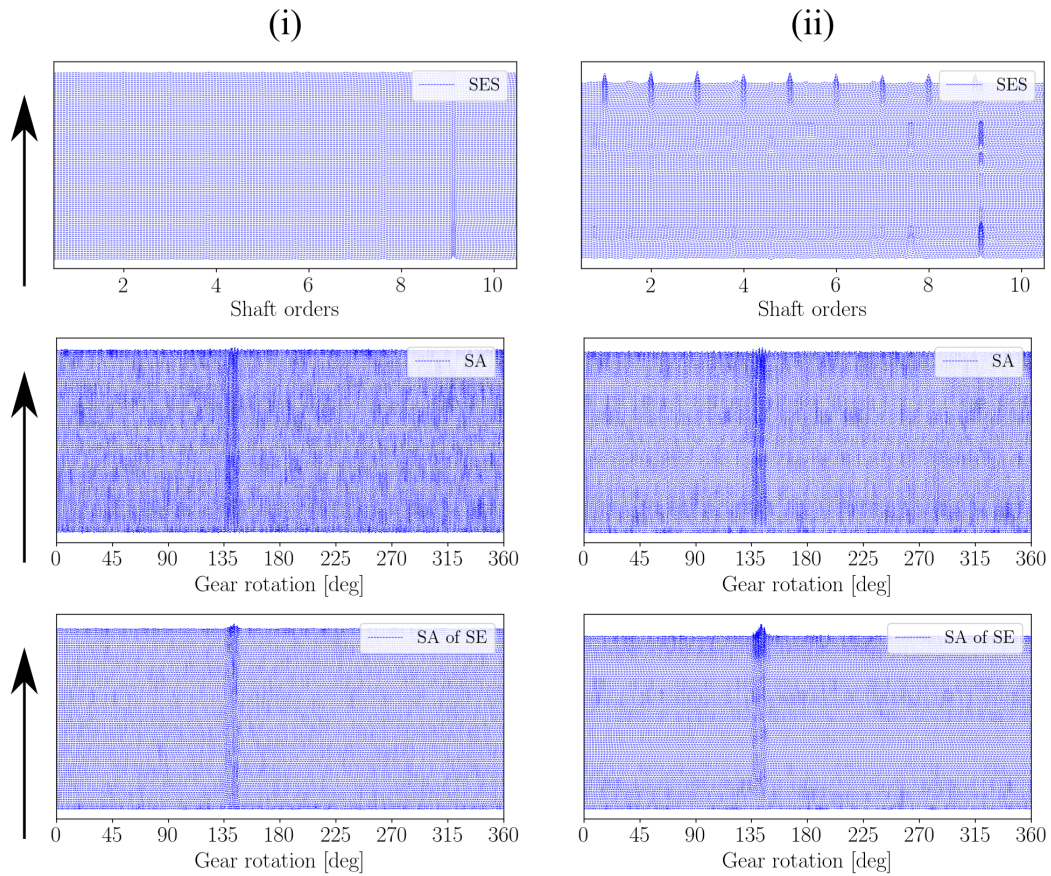 (i) (ii)
SES SES
2 4 6 8 10 2 4 6 8 10
Shaft orders Shaft orders
SA SA
0 45 90 135 180 225 270 315 360 0 45 90 135 180 225 270 315 360
Gear rotation [deg] Gear rotation [deg]
SA of SE SA of SE
0 45 90 135 180 225 270 315 360 0 45 90 135 180 225 270 315 360
Gear rotation [deg] Gear rotation [deg]